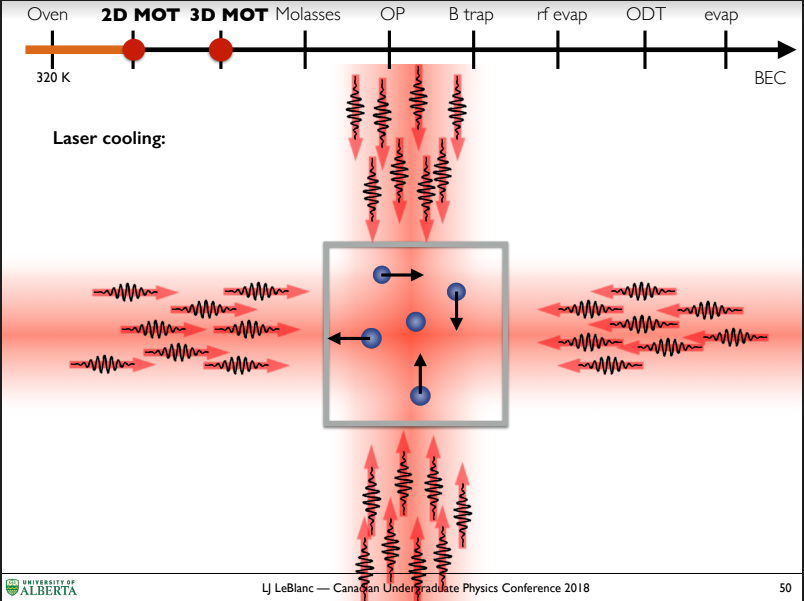 Oven 2D MOT 3D MOT Molasses OP B trap rf evap ODT evap
320 K
BEC
Laser cooling:
UNIVERSITY OF
ALBERTA
LJ LeBlanc — Canadian Undergraduate Physics Conference 2018
50